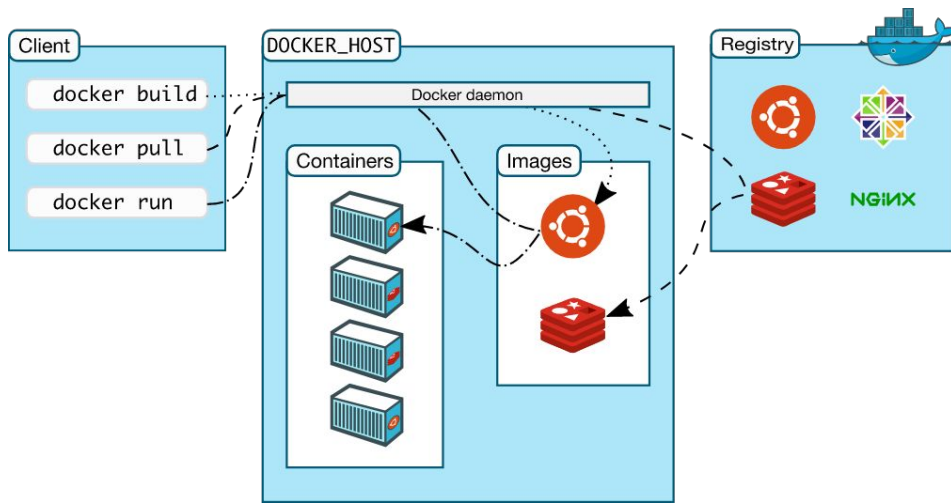 Client
docker build
docker pull
docker run
DOCKER_HOST
Docker daemon
Containers
Images
Registry
NGINX